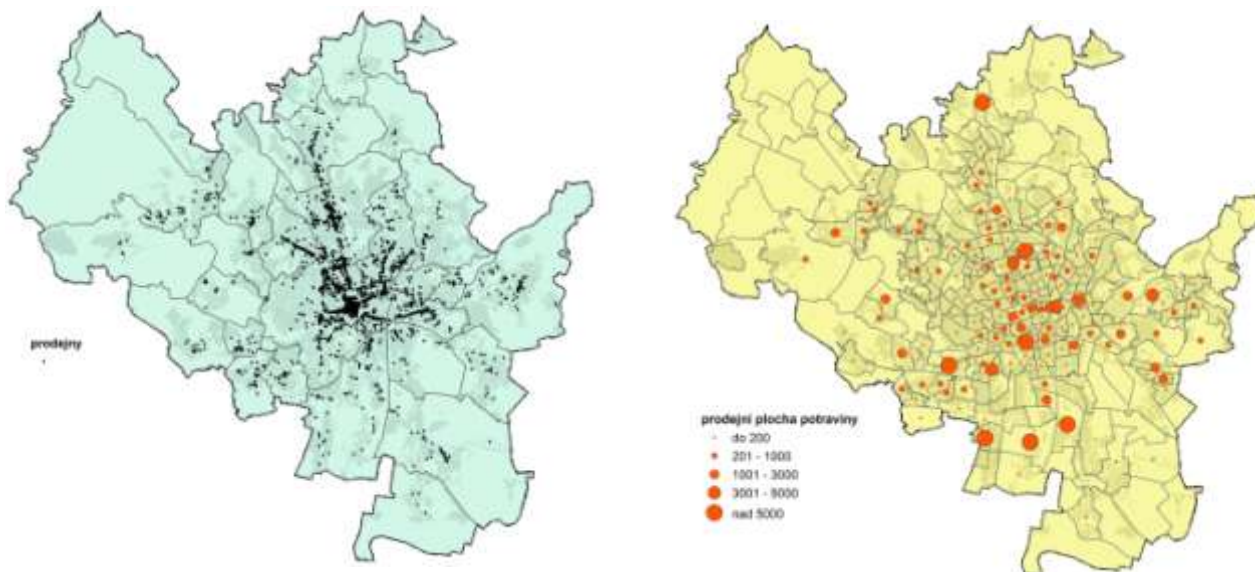 prodejny
prodejní plocha potraviny
do 200
201 - 1000
1001 - 3000
3001 - 5000
nad 5000